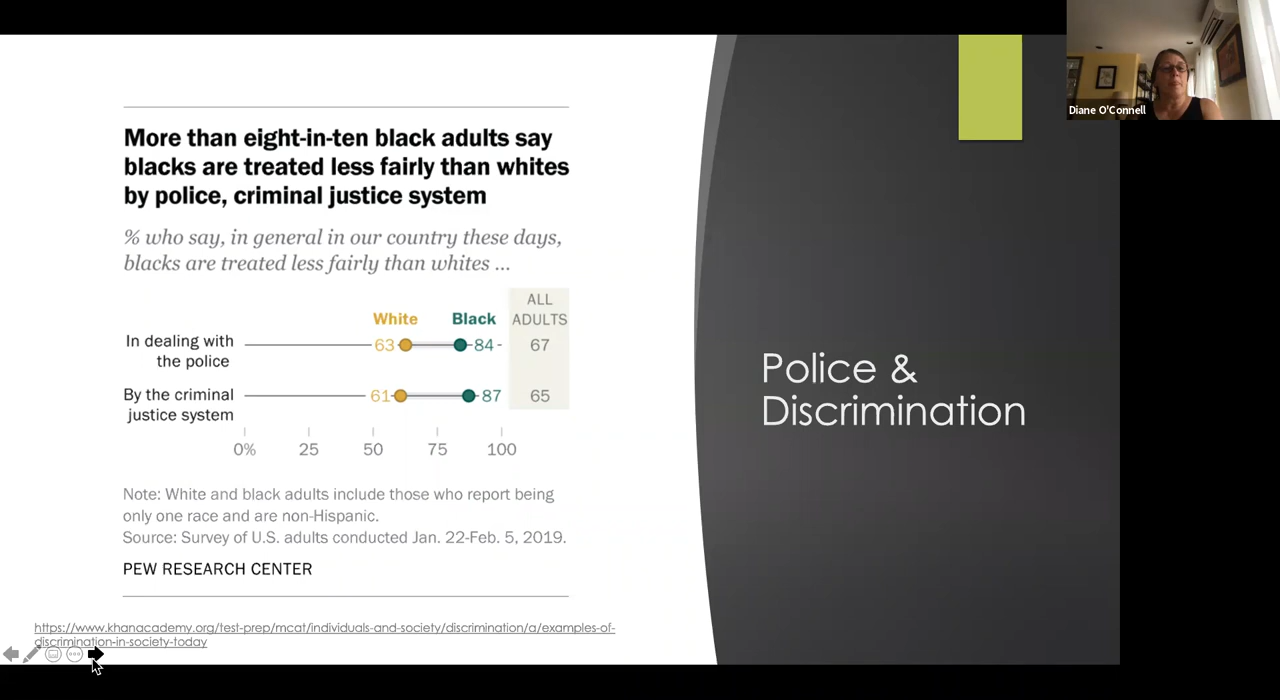 More than eight-in-ten black adults say
blacks are treated less fairly than whites
by police, criminal justice system
% who say, in general in our country these days,
blacks are treated less fairly than whites ...
ALL
ADULTS
White
Black
In dealing with
the police
63
84
67
By the criminal
justice system
61
87
65
0%
25
50
75
100
Note: White and black adults include those who report being
only one race and are non-Hispanic.
Source: Survey of U.S. adults conducted Jan. 22-Feb. 5, 2019.
PEW RESEARCH CENTER
https://www.khanacademy.org/test-prep/mcat/individuals-and-society/discrimination/a/examples-of-
discrimination-in-society-today
Police &
Discrimination
Diane O'Connell